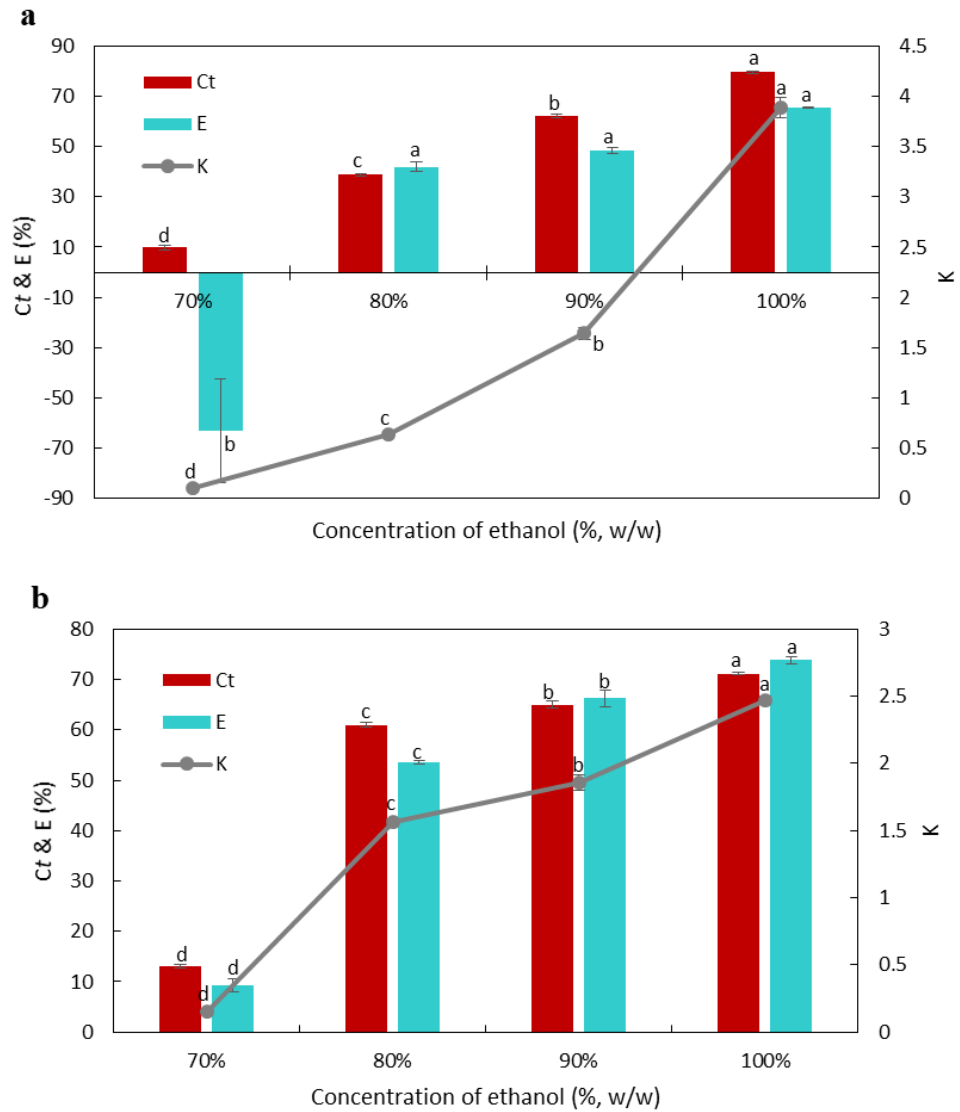 a
90
70
50
30
10
-10
-30
-50
-70
-90
Ct & E (%)
Ct
E
K
d
b
d
70%
c
a
c
80%
b
a
b
90%
a
a
a
100%
4.5
4
3.5
3
2.5
2
1.5
1
0.5
0
K
Concentration of ethanol (%, w/w)
b
80
70
60
50
40
30
20
10
0
Ct & E (%)
Ct
E
K
d
d
d
70%
c
c
c
80%
b
b
b
90%
a
a
a
100%
3
2.5
2
1.5
1
0.5
0
K
Concentration of ethanol (%, w/w)